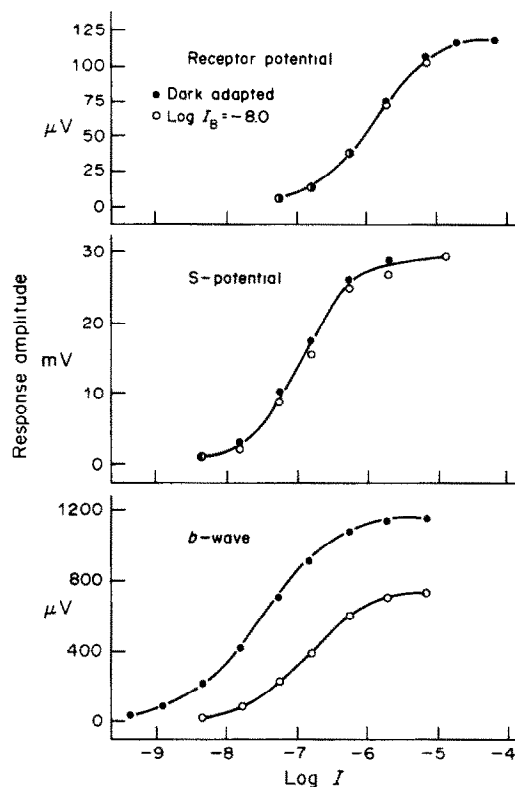 125
100
75
μV
50
25
0
Receptor potential
● Dark adapted
○ Log I_B = −8.0
30
20
mV
10
0
S-potential
Response amplitude
1200
800
μV
400
0
b-wave
−9 −8 −7 −6 −5 −4
Log I